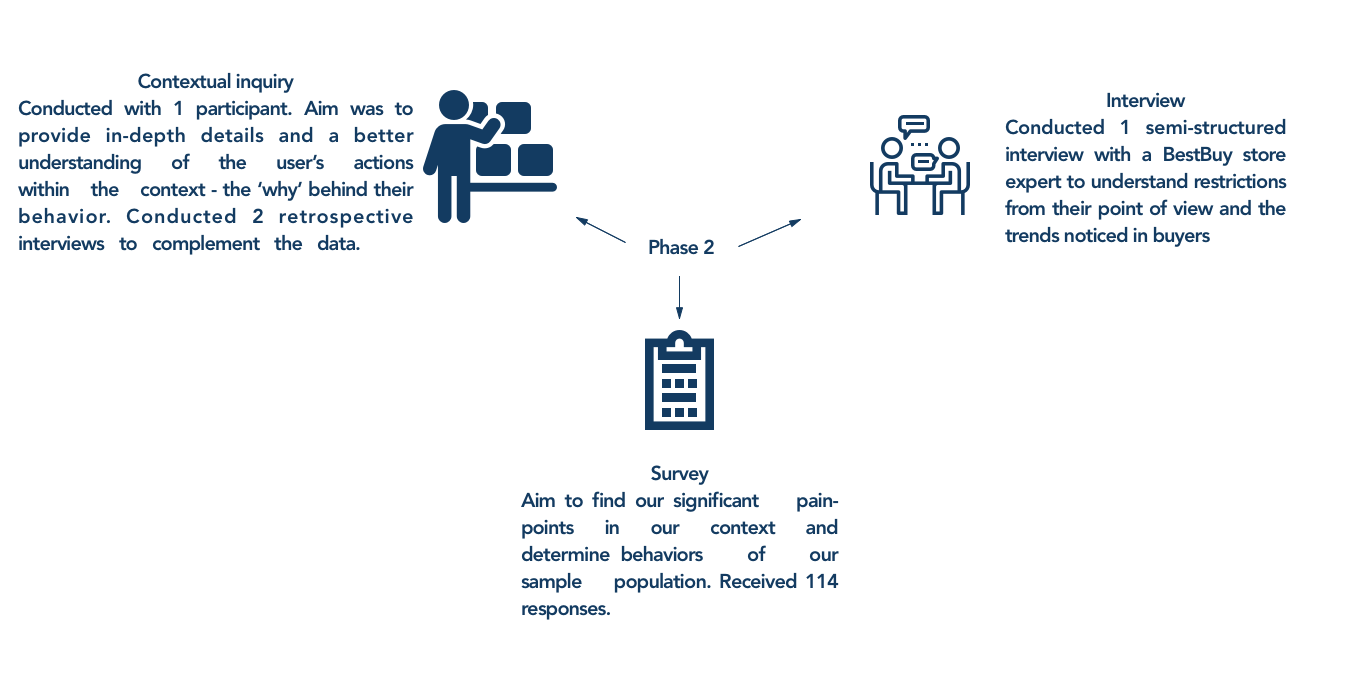 Contextual inquiry
Conducted with 1 participant. Aim was to
provide in-depth details and a better
understanding of the user’s actions
within the context - the ‘why’ behind their
behavior. Conducted 2 retrospective
interviews to complement the data.
Interview
Conducted 1 semi-structured
interview with a BestBuy store
expert to understand restrictions
from their point of view and the
trends noticed in buyers
Phase 2
Survey
Aim to find our significant pain-
points in our context and
determine behaviors of our
sample population. Received 114
responses.